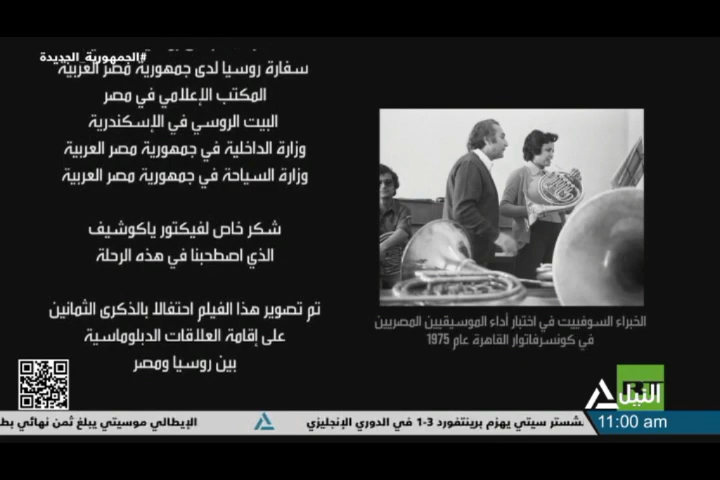 #الجمهورية_الجديدة
سفارة روسيا لدى جمهورية مصر العربية
المكتب الإعلامي في مصر
البيت الروسي في الإسكندرية
وزارة الداخلية في جمهورية مصر العربية
وزارة السياحة في جمهورية مصر العربية
شكر خاص لفيكتور ياكوشيف
الذي اصطحبنا في هذه الرحلة
تم تصوير هذا الفيلم احتفالا بالذكرى الثمانين
على إقامة العلاقات الدبلوماسية
بين روسيا ومصر
الخبراء السوفييت في اختبار أداء الموسيقيين المصريين
في كونسرفاتوار القاهرة عام 1975
RT
النيل
11:00 am
شستر سيتي يهزم برينتفورد 3-1 في الدوري الإنجليزي
الإيطالي موسيتي يبلغ ثمن نهائي بط